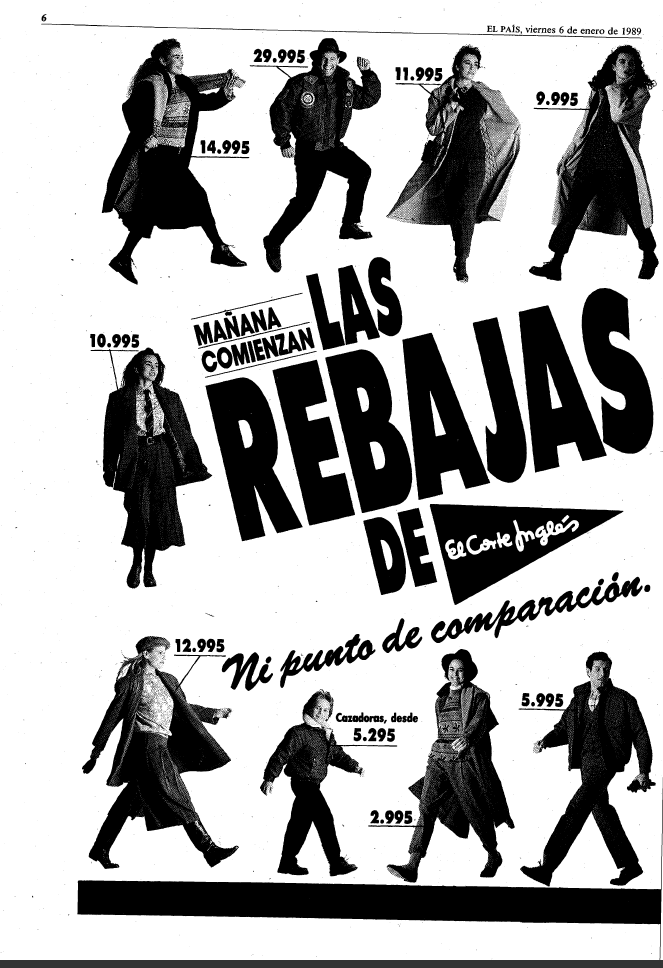 6
EL PAÍS, viernes 6 de enero de 1989
29.995
11.995
9.995
14.995
MAÑANA
COMIENZAN
LAS
REBAJAS
DE
El Corte Inglés
10.995
Ni punto de comparación.
12.995
Cazadoras, desde
5.295
5.995
2.995